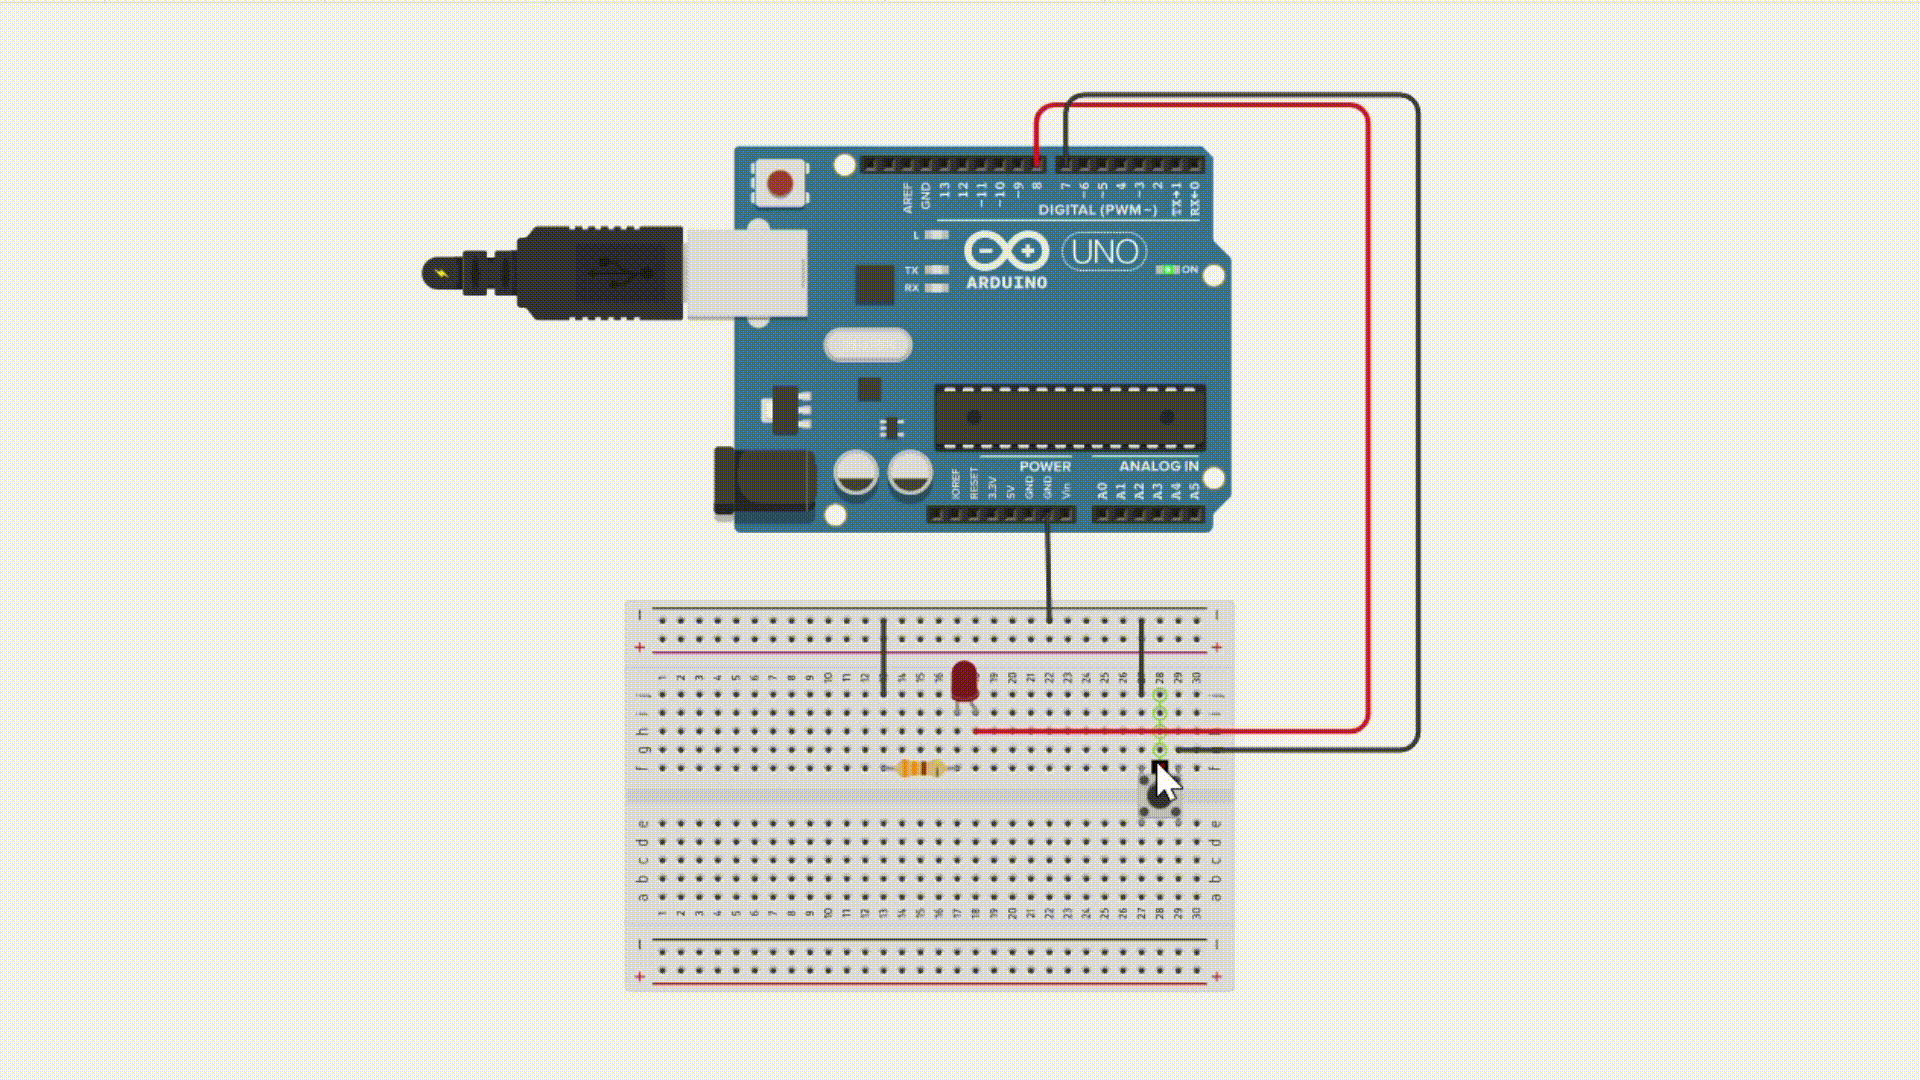 AREF GND 13 12 ~11 ~10 ~9 8 7 ~6 ~5 4 ~3 2 TX→1 RX←0
DIGITAL (PWM~)
L
UNO
TX
ON
RX
ARDUINO
POWER ANALOG IN
IOREF RESET 3.3V 5V GND GND Vin A0 A1 A2 A3 A4 A5
− −
+ +
1 2 3 4 5 6 7 8 9 10 11 12 14 15 16 19 20 21 22 23 24 25 26 28 29 30
j j
i i
h
g
f f
e e
d d
c c
b b
a a
1 2 3 4 5 6 7 8 9 10 11 12 13 14 15 16 17 18 19 20 21 22 23 24 25 26 27 28 29 30
− −
+ +